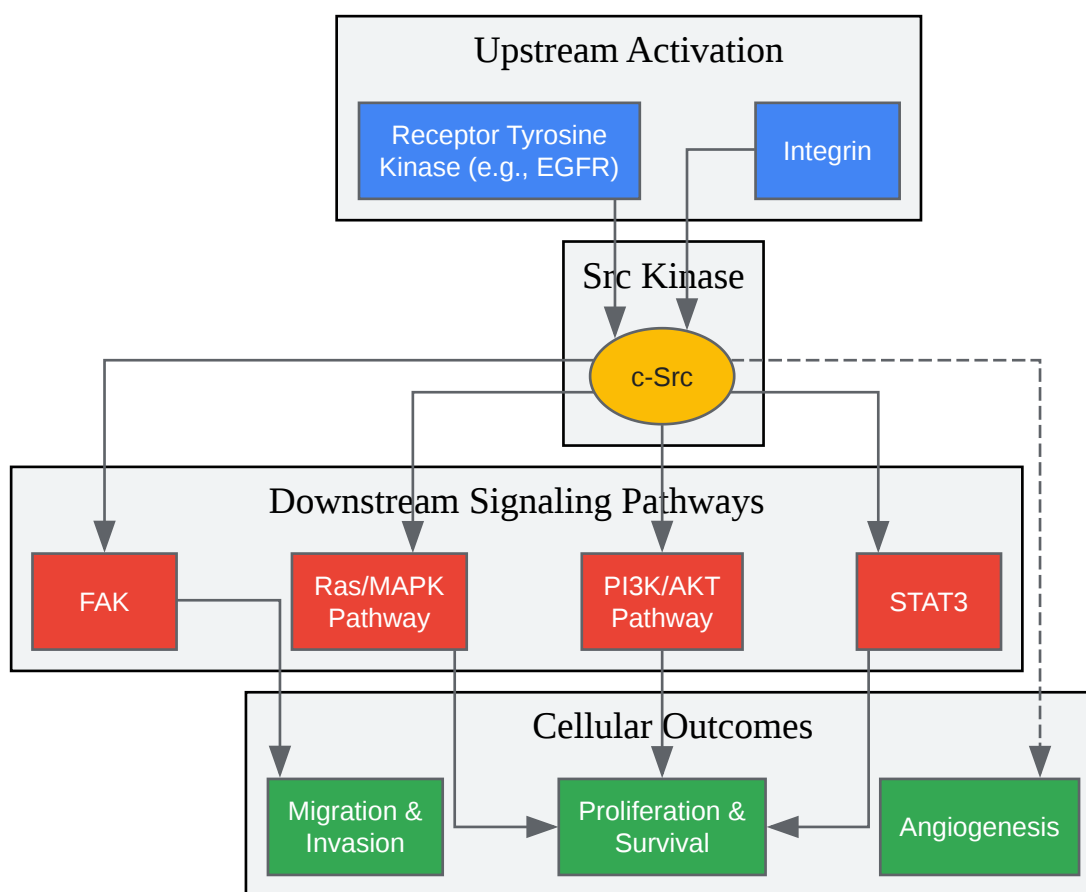 Upstream Activation
Receptor Tyrosine
Kinase (e.g., EGFR)
Integrin
Src Kinase
c-Src
Downstream Signaling Pathways
FAK
Ras/MAPK
Pathway
PI3K/AKT
Pathway
STAT3
Cellular Outcomes
Migration &
Invasion
Proliferation &
Survival
Angiogenesis